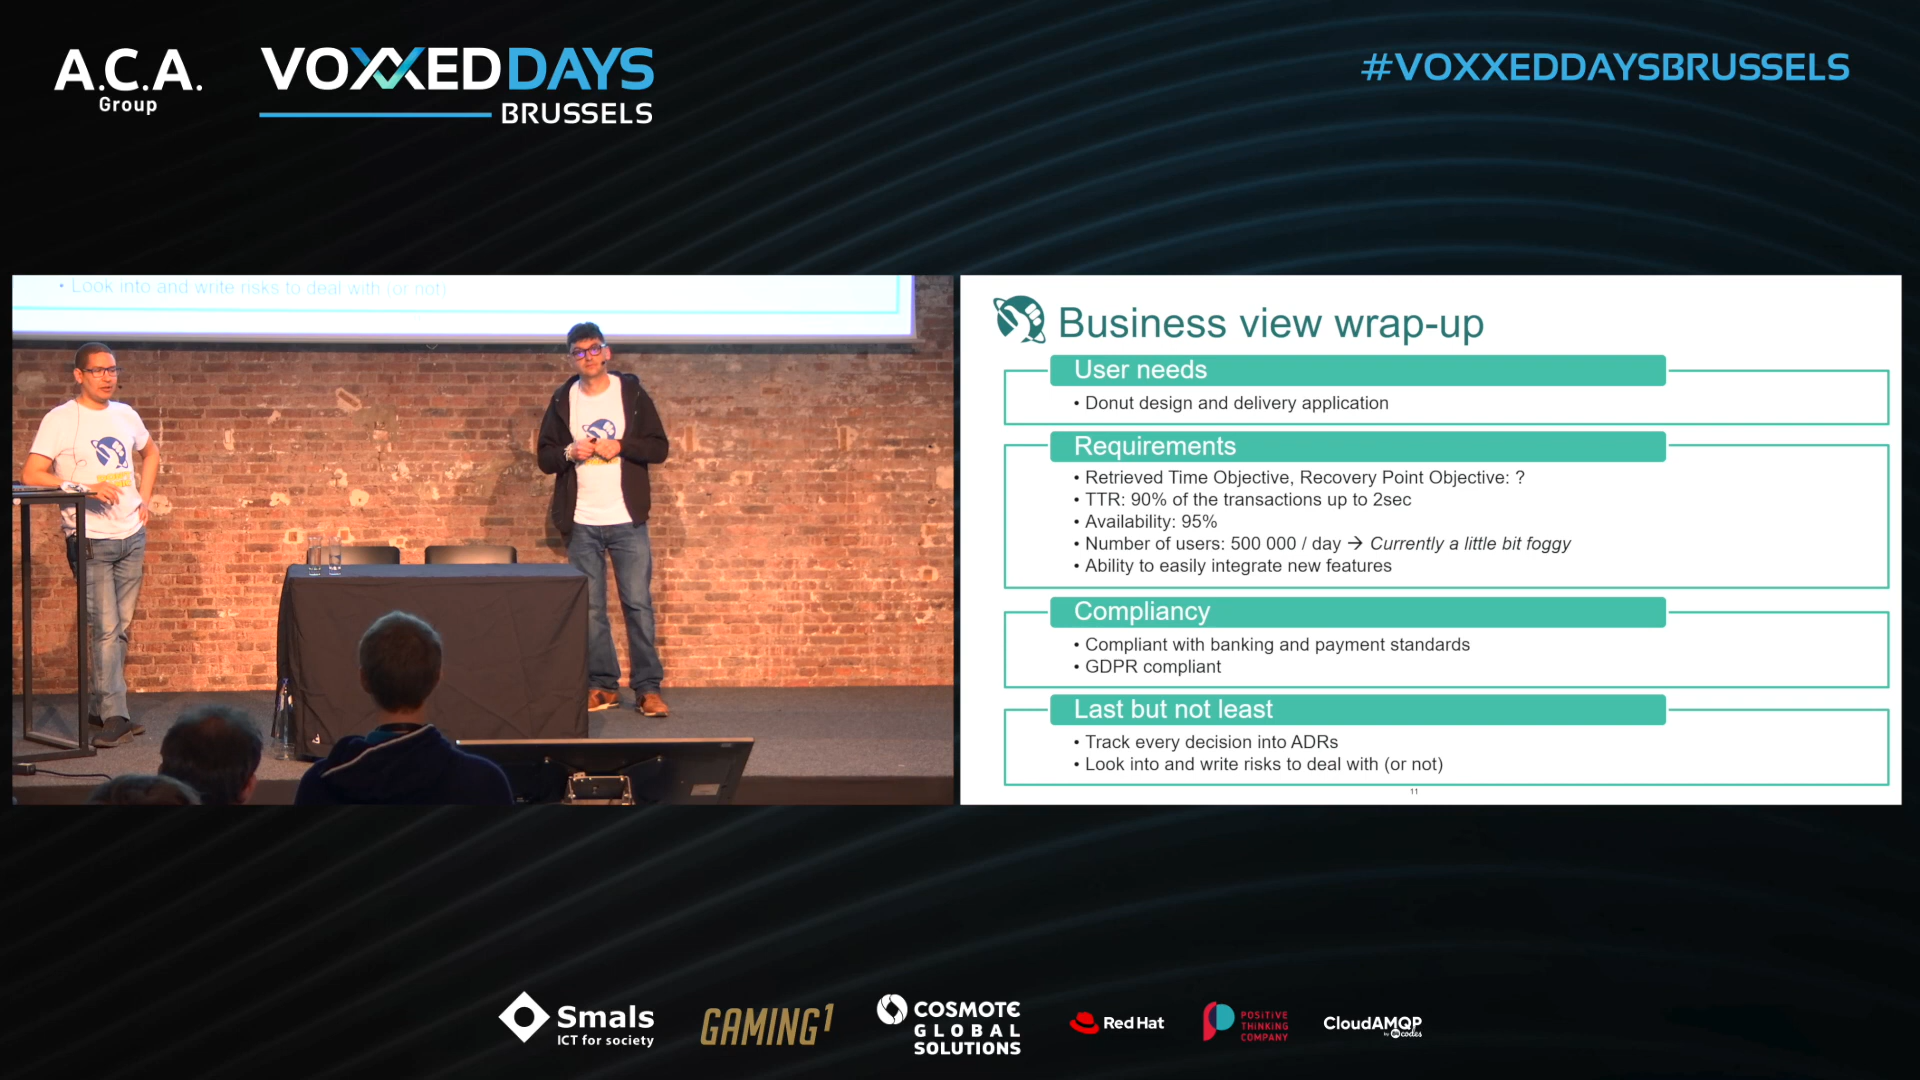 A.C.A.
Group
VOXXED DAYS
BRUSSELS
#VOXXEDDAYSBRUSSELS
• Look into and write risks to deal with (or not)
Business view wrap-up
User needs
• Donut design and delivery application
Requirements
• Retrieved Time Objective, Recovery Point Objective: ?
• TTR: 90% of the transactions up to 2sec
• Availability: 95%
• Number of users: 500 000 / day → Currently a little bit foggy
• Ability to easily integrate new features
Compliancy
• Compliant with banking and payment standards
• GDPR compliant
Last but not least
• Track every decision into ADRs
• Look into and write risks to deal with (or not)
11
Smals
ICT for society
GAMING1
COSMOTE
GLOBAL
SOLUTIONS
Red Hat
POSITIVE
THINKING
COMPANY
CloudAMQP